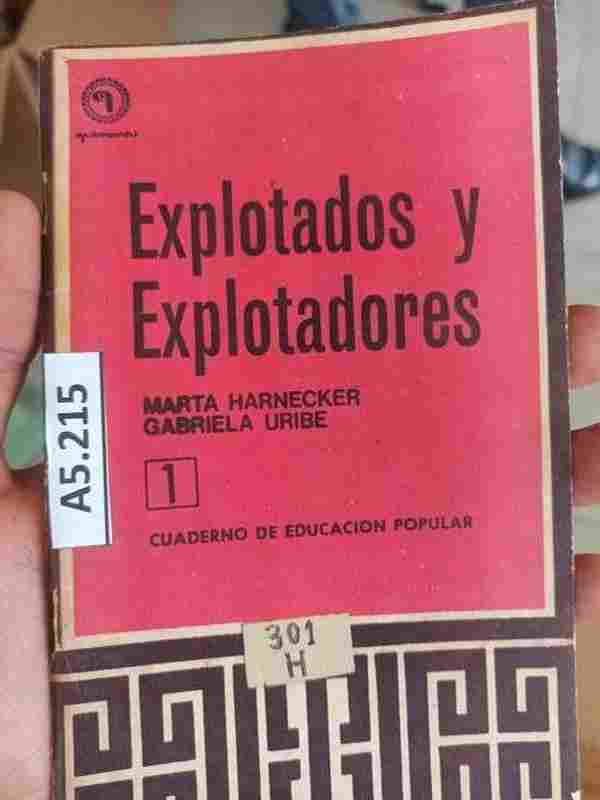 Explotados y
Explotadores
MARTA HARNECKER
GABRIELA URIBE
1
CUADERNO DE EDUCACION POPULAR
A5.215
301
H